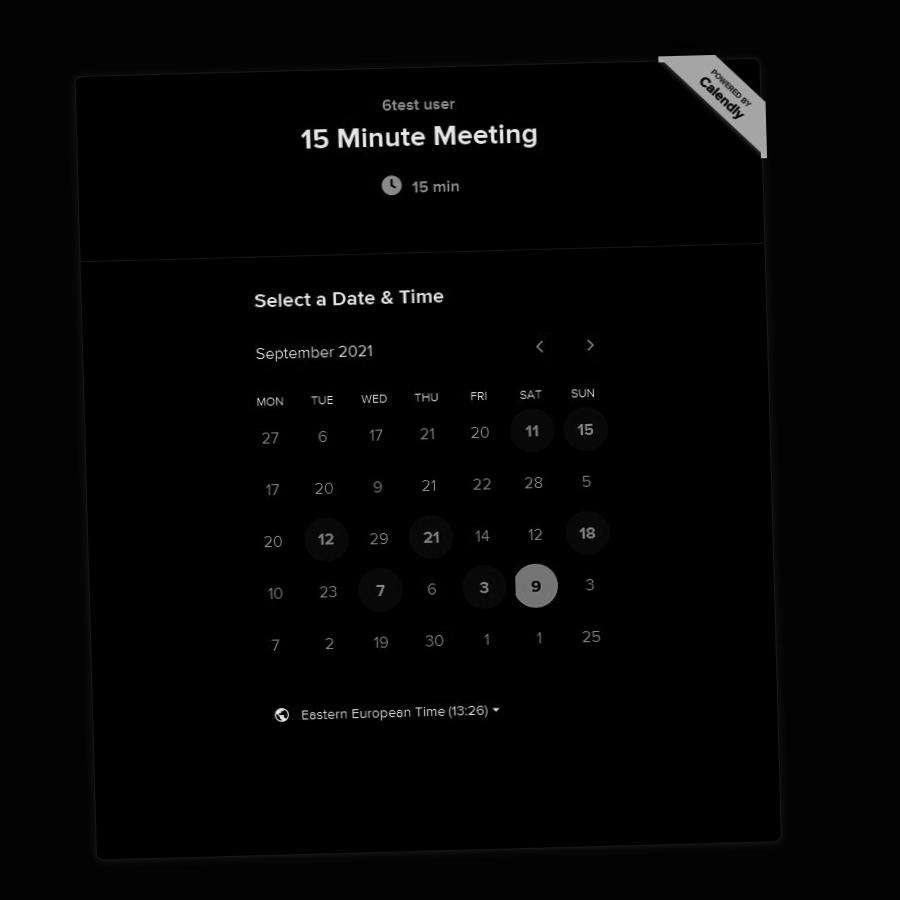 POWERED BY
Calendly
6test user
15 Minute Meeting
15 min
Select a Date & Time
September 2021
MON TUE WED THU FRI SAT SUN
27 6 17 21 20 11 15
17 20 9 21 22 28 5
20 12 29 21 14 12 18
10 23 7 6 3 9 3
7 2 19 30 1 1 25
Eastern European Time (13:26)